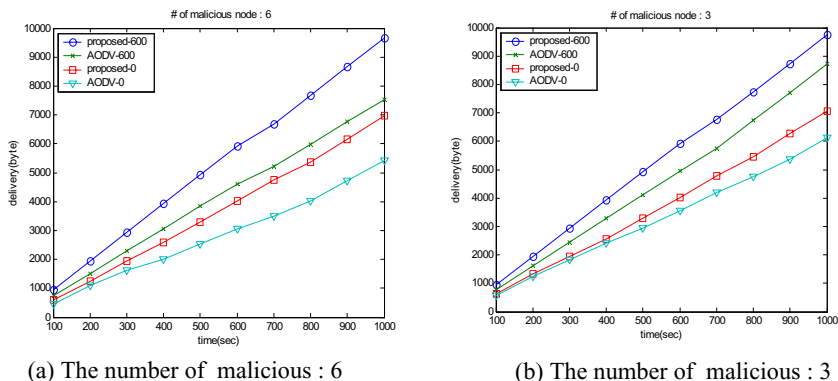 # of malicious node : 6
10000
9000
8000
7000
6000
5000
4000
3000
2000
1000
0
delivery(byte)
proposed-600
AODV-600
proposed-0
AODV-0
100 200 300 400 500 600 700 800 900 1000
time(sec)
(a) The number of malicious : 6
# of malicious node : 3
10000
9000
8000
7000
6000
5000
4000
3000
2000
1000
0
delivery(byte)
proposed-600
AODV-600
proposed-0
AODV-0
100 200 300 400 500 600 700 800 900 1000
time(sec)
(b) The number of malicious : 3